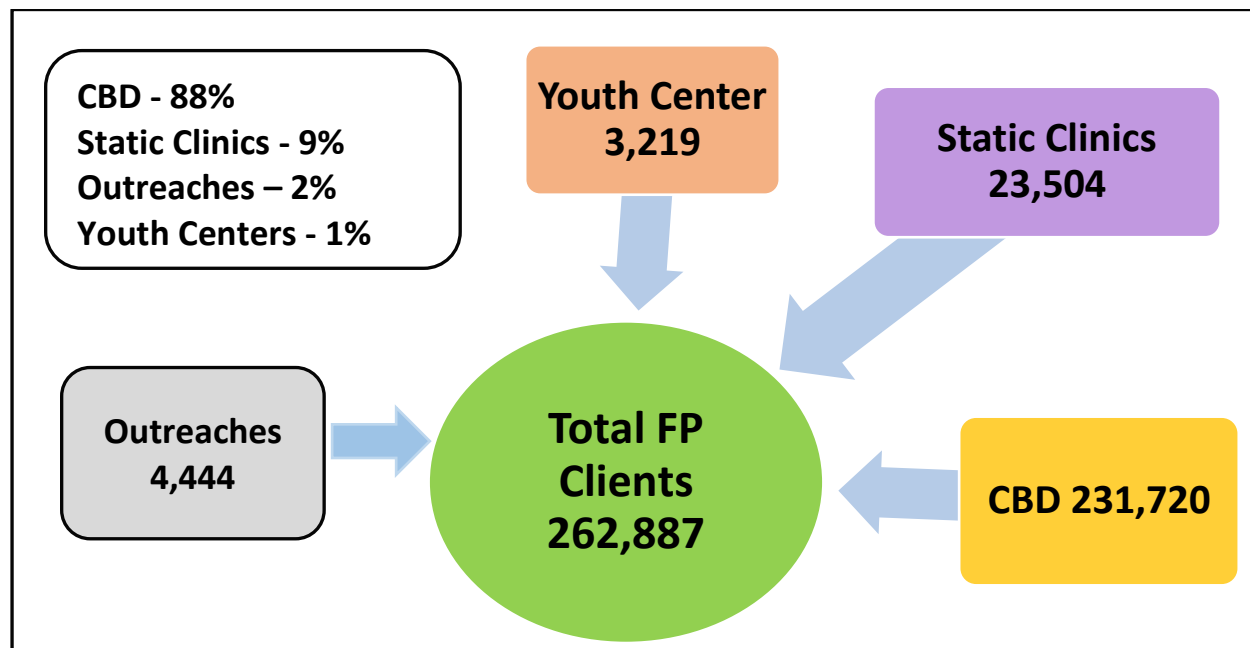 CBD - 88%
Static Clinics - 9%
Outreaches – 2%
Youth Centers - 1%
Youth Center
3,219
Static Clinics
23,504
Outreaches
4,444
Total FP
Clients
262,887
CBD 231,720